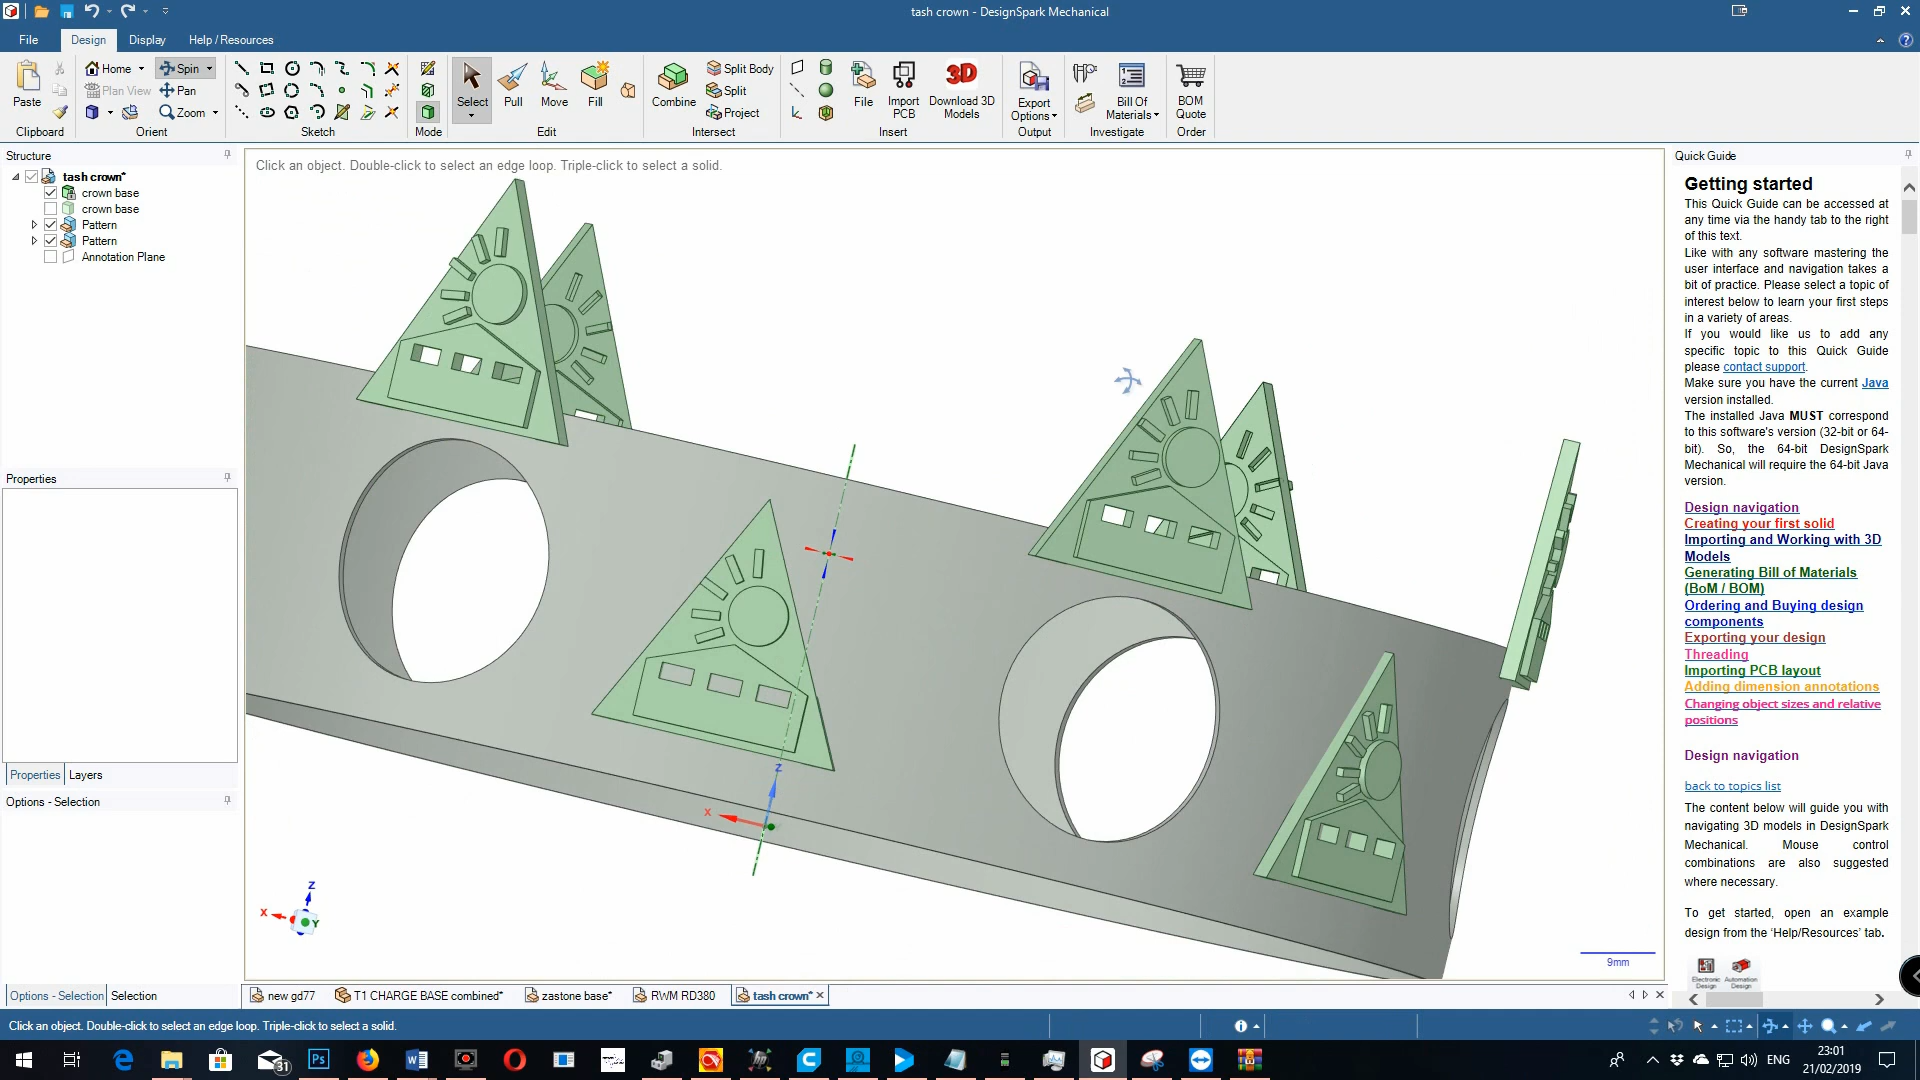 tash crown - DesignSpark Mechanical
File
Design
Display
Help / Resources
Paste
Home
Spin
Plan View
Pan
Zoom
Select
Pull
Move
Fill
Combine
Split Body
Split
Project
File
Import
PCB
Download 3D
Models
3D
Export
Options
Bill Of
Materials
BOM
Quote
Clipboard
Orient
Sketch
Mode
Edit
Intersect
Insert
Output
Investigate
Order
Structure
tash crown*
crown base
crown base
Pattern
Pattern
Annotation Plane
Properties
Properties
Layers
Options - Selection
Options - Selection
Selection
Click an object. Double-click to select an edge loop. Triple-click to select a solid.
Z
X
Z
X
Y
9mm
Quick Guide
Getting started
This Quick Guide can be accessed at
any time via the handy tab to the right
of this text.
Like with any software mastering the
user interface and navigation takes a
bit of practice. Please select a topic of
interest below to learn your first steps
in a variety of areas.
If you would like us to add any
specific topic to this Quick Guide
please contact support.
Make sure you have the current Java
version installed.
The installed Java MUST correspond
to this software's version (32-bit or 64-
bit). So, the 64-bit DesignSpark
Mechanical will require the 64-bit Java
version.
Design navigation
Creating your first solid
Importing and Working with 3D
Models
Generating Bill of Materials
(BoM / BOM)
Ordering and Buying design
components
Exporting your design
Threading
Importing PCB layout
Adding dimension annotations
Changing object sizes and relative
positions
Design navigation
back to topics list
The content below will guide you with
navigating 3D models in DesignSpark
Mechanical. Mouse control
combinations are also suggested
where necessary.
To get started, open an example
design from the 'Help/Resources' tab.
Electronic
Design
Automation
Design
new gd77
T1 CHARGE BASE combined*
zastone base*
RWM RD380
tash crown*
Click an object. Double-click to select an edge loop. Triple-click to select a solid.
31
Ps
ENG
23:01
21/02/2019